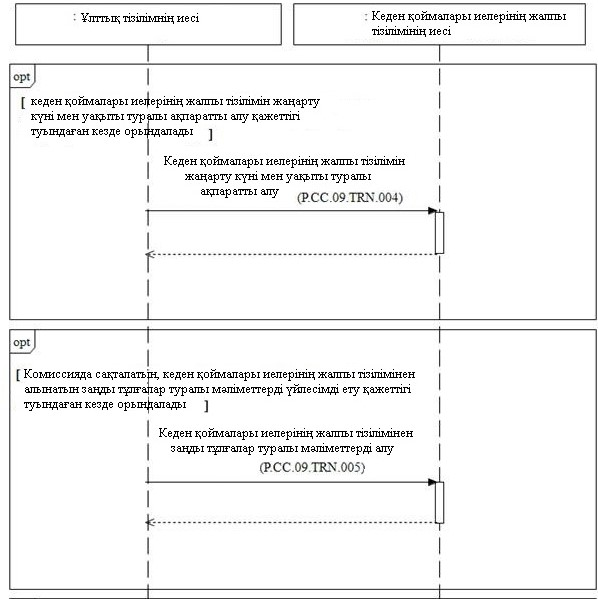 : Ұлттық тізілімнің иесі
: Кеден қоймалары иелерінің жалпы
тізілімінің иесі
opt
[ кеден қоймалары иелерінің жалпы тізілімін жаңарту
күні мен уақыты туралы ақпаратты алу қажеттігі
туындаған кезде орындалады ]
Кеден қоймалары иелерінің жалпы тізілімін
жаңарту күні мен уақыты туралы
ақпаратты алу (P.CC.09.TRN.004)
opt
[ Комиссияда сақталатын, кеден қоймалары иелерінің жалпы тізілімінен
алынатын заңды тұлғалар туралы мәліметтерді үйлесімді ету қажеттігі
туындаған кезде орындалады ]
Кеден қоймалары иелерінің жалпы тізілімінен
заңды тұлғалар туралы мәліметтерді алу
(P.CC.09.TRN.005)